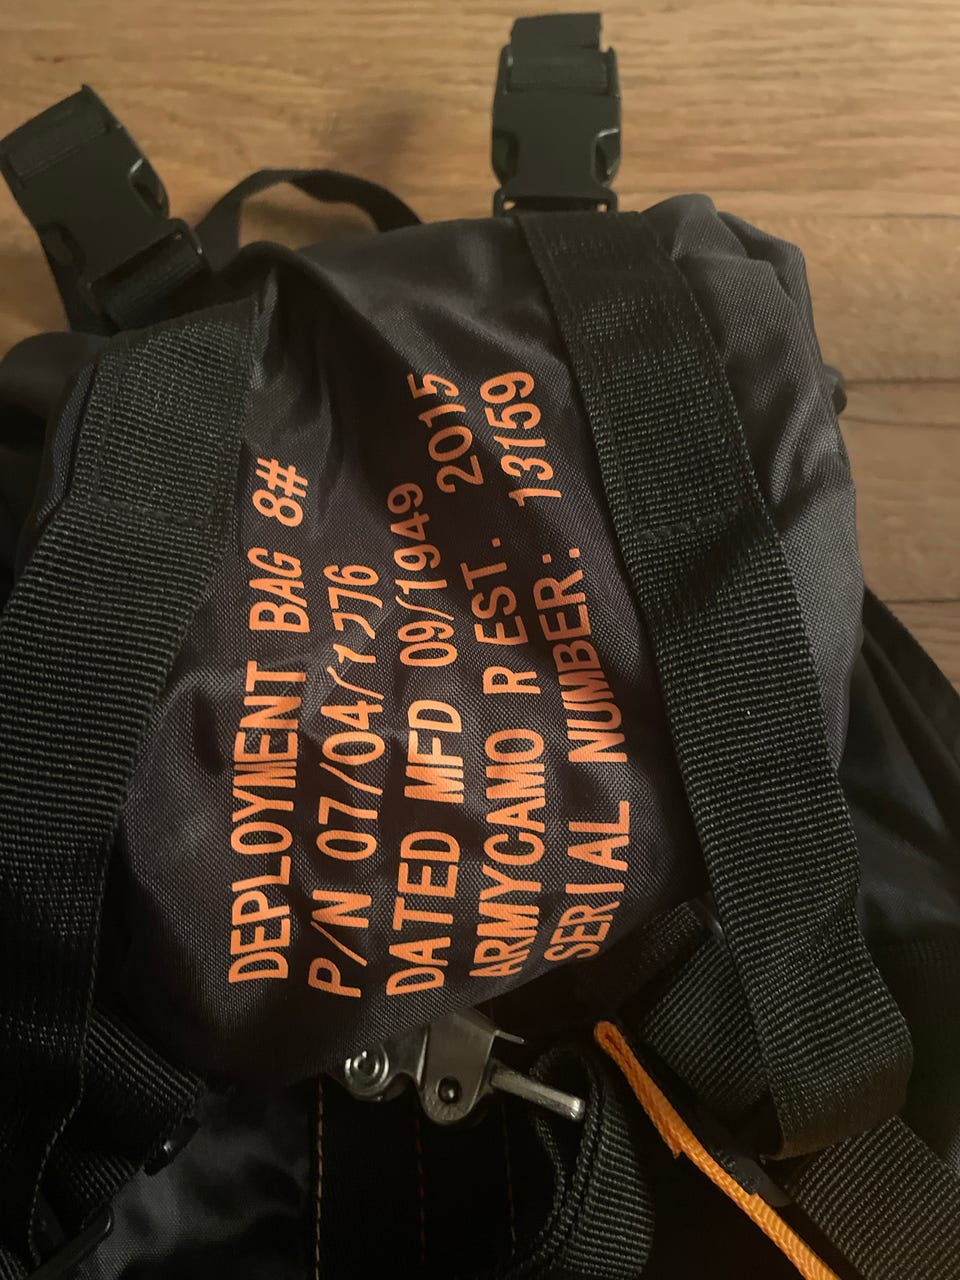 DEPLOYMENT BAG 8#
P/N 07/04/1776
DATED MFD 09/1949
ARMYCAMO R EST. 2015
SERIAL NUMBER: 13159